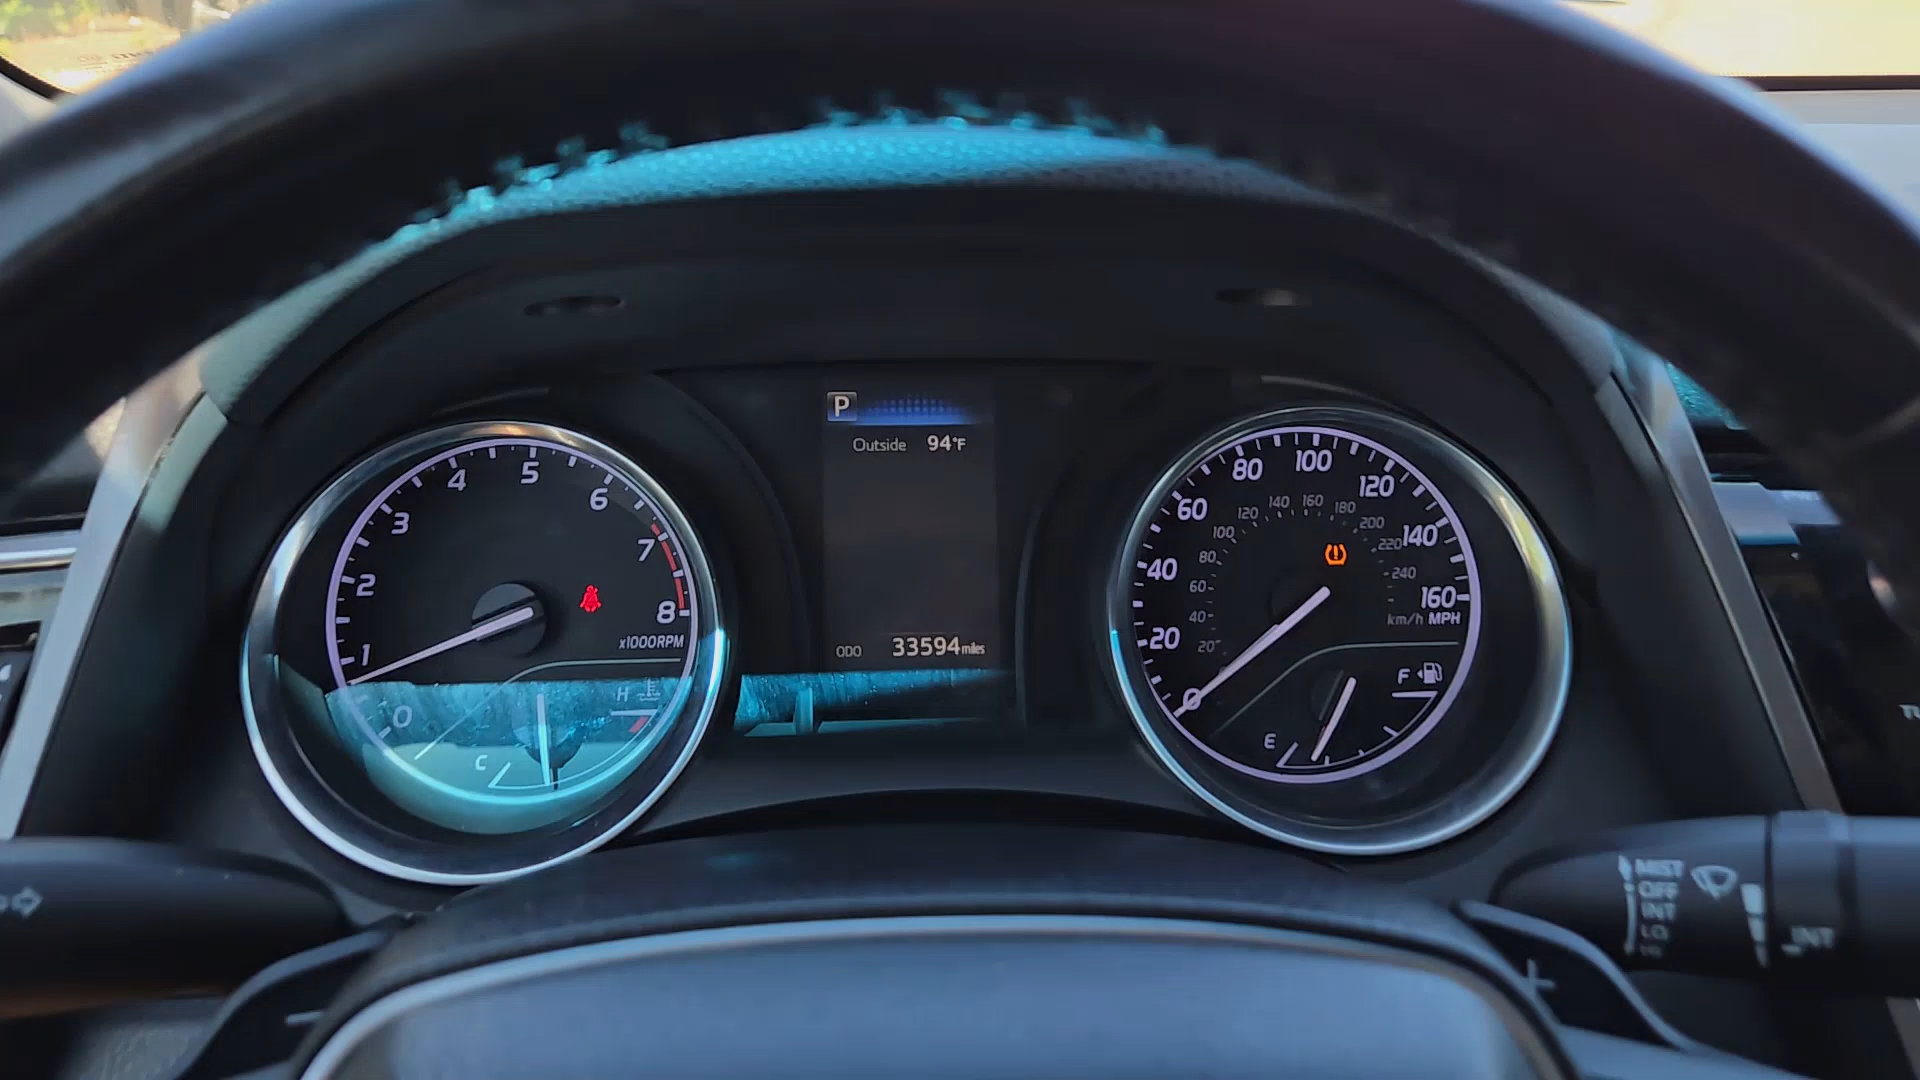 P
Outside 94°F
ODO 33594 miles
0
1
2
3
4
5
6
7
8
x1000RPM
H
C
0
20
40
60
80
100
120
140
160
km/h MPH
20
40
60
80
100
120
140
160
180
200
220
240
F
E
MIST
OFF
INT
LO
INT
−
+